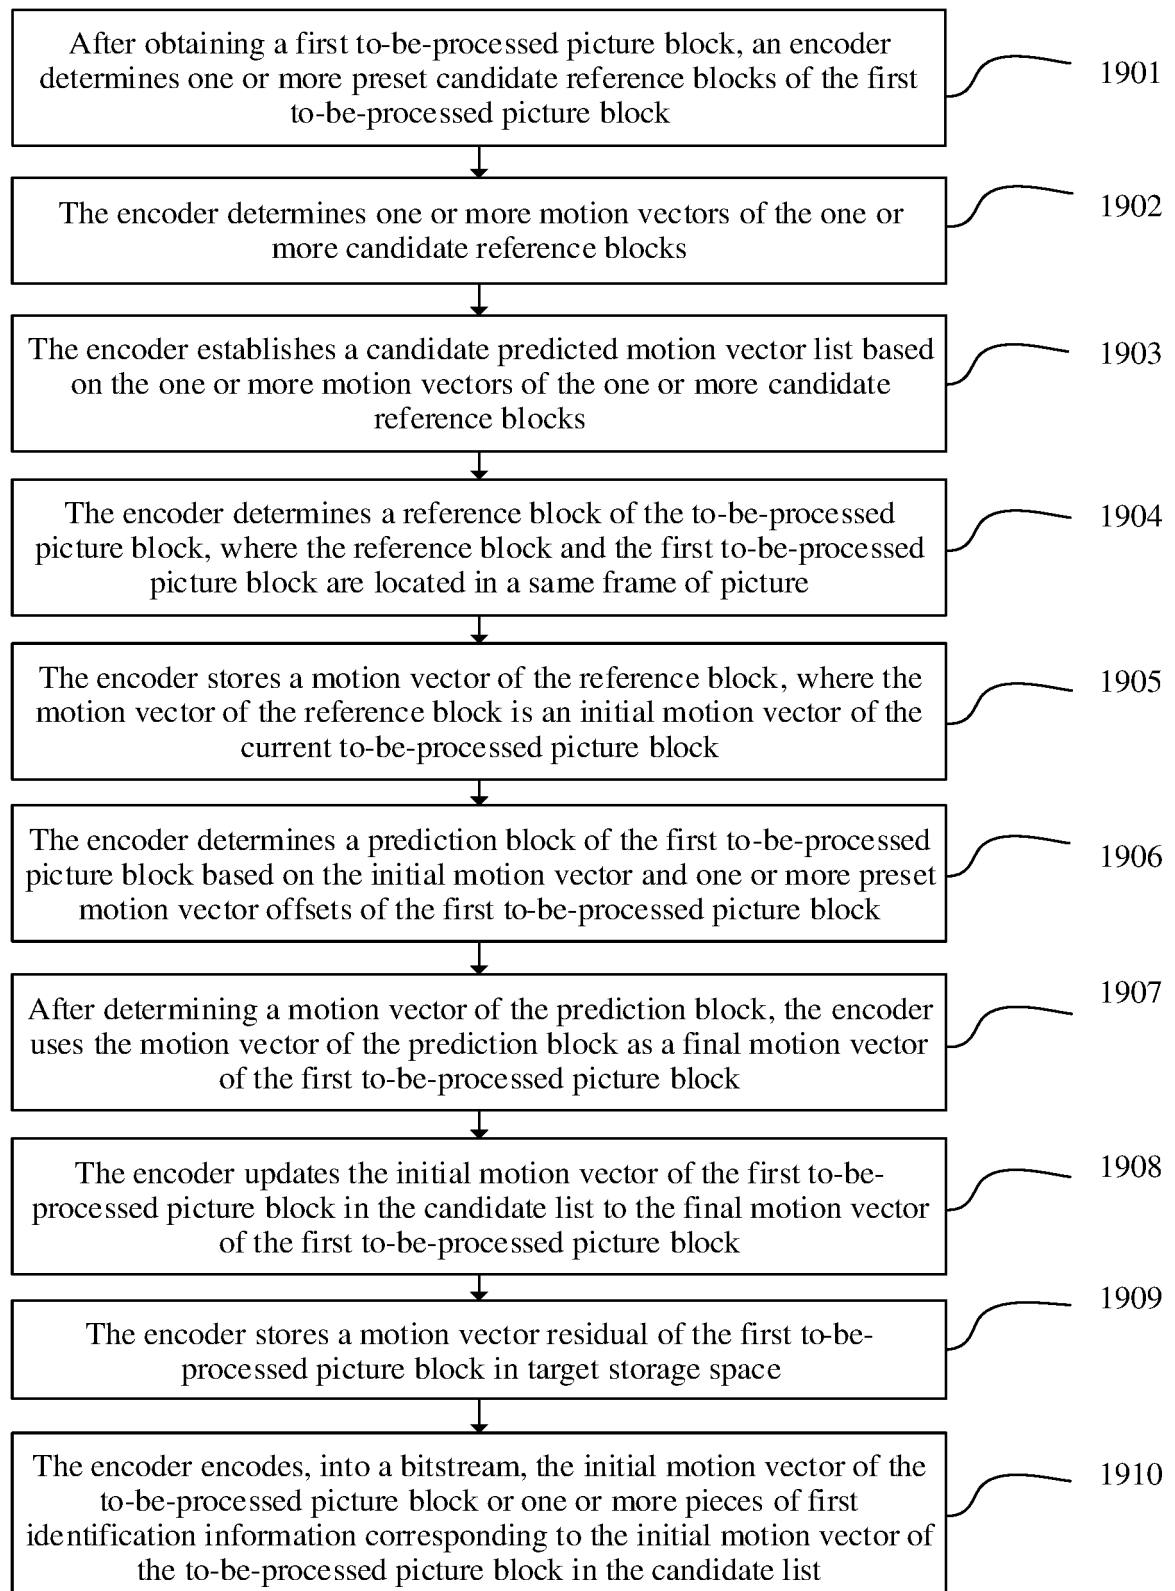 After obtaining a first to-be-processed picture block, an encoder
determines one or more preset candidate reference blocks of the first
to-be-processed picture block
1901
The encoder determines one or more motion vectors of the one or
more candidate reference blocks
1902
The encoder establishes a candidate predicted motion vector list based
on the one or more motion vectors of the one or more candidate
reference blocks
1903
The encoder determines a reference block of the to-be-processed
picture block, where the reference block and the first to-be-processed
picture block are located in a same frame of picture
1904
The encoder stores a motion vector of the reference block, where the
motion vector of the reference block is an initial motion vector of the
current to-be-processed picture block
1905
The encoder determines a prediction block of the first to-be-processed
picture block based on the initial motion vector and one or more preset
motion vector offsets of the first to-be-processed picture block
1906
After determining a motion vector of the prediction block, the encoder
uses the motion vector of the prediction block as a final motion vector
of the first to-be-processed picture block
1907
The encoder updates the initial motion vector of the first to-be-
processed picture block in the candidate list to the final motion vector
of the first to-be-processed picture block
1908
The encoder stores a motion vector residual of the first to-be-
processed picture block in target storage space
1909
The encoder encodes, into a bitstream, the initial motion vector of the
to-be-processed picture block or one or more pieces of first
identification information corresponding to the initial motion vector of
the to-be-processed picture block in the candidate list
1910